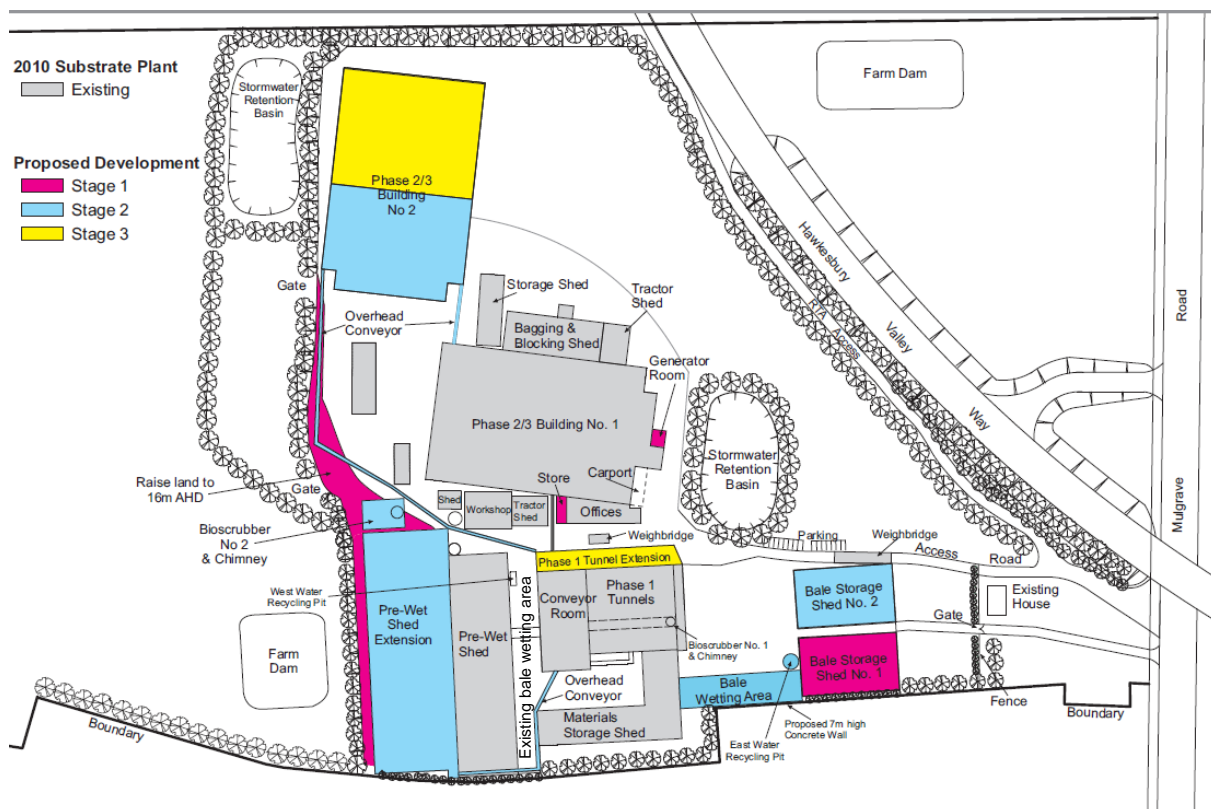 2010 Substrate Plant
Existing
Proposed Development
Stage 1
Stage 2
Stage 3
Stormwater
Retention
Basin
Farm Dam
Phase 2/3
Building
No 2
Hawkesbury
Valley
Way
RTA Access
Road
Mulgrave
Gate
Overhead
Conveyor
Storage Shed
Tractor
Shed
Bagging &
Blocking Shed
Generator
Room
Phase 2/3 Building No. 1
Carport
Stormwater
Retention
Basin
Raise land to
16m AHD
Gate
Store
Shed
Workshop
Tractor
Shed
Offices
Bioscrubber
No 2
& Chimney
Weighbridge
Parking
Weighbridge
Access
Road
Phase 1 Tunnel Extension
West Water
Recycling Pit
Conveyor
Room
Phase 1
Tunnels
Bale Storage
Shed No. 2
Existing
House
Gate
Pre-Wet
Shed
Extension
Pre-Wet
Shed
Existing bale wetting area
Bioscrubber No. 1
& Chimney
Farm
Dam
Overhead
Conveyor
Bale Storage
Shed No. 1
Bale
Wetting Area
Fence
Boundary
Boundary
Materials
Storage Shed
Proposed 7m high
Concrete Wall
East Water
Recycling Pit